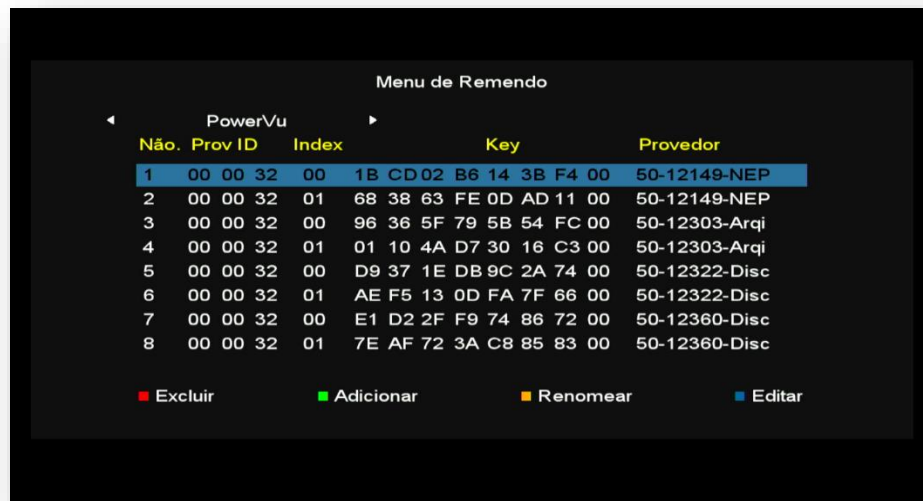 Menu de Remendo
PowerVu
Não. Prov ID Index Key Provedor
1 00 00 32 00 1B CD 02 B6 14 3B F4 00 50-12149-NEP
2 00 00 32 01 68 38 63 FE 0D AD 11 00 50-12149-NEP
3 00 00 32 00 96 36 5F 79 5B 54 FC 00 50-12303-Arqi
4 00 00 32 01 01 10 4A D7 30 16 C3 00 50-12303-Arqi
5 00 00 32 00 D9 37 1E DB 9C 2A 74 00 50-12322-Disc
6 00 00 32 01 AE F5 13 0D FA 7F 66 00 50-12322-Disc
7 00 00 32 00 E1 D2 2F F9 74 86 72 00 50-12360-Disc
8 00 00 32 01 7E AF 72 3A C8 85 83 00 50-12360-Disc
Excluir Adicionar Renomear Editar